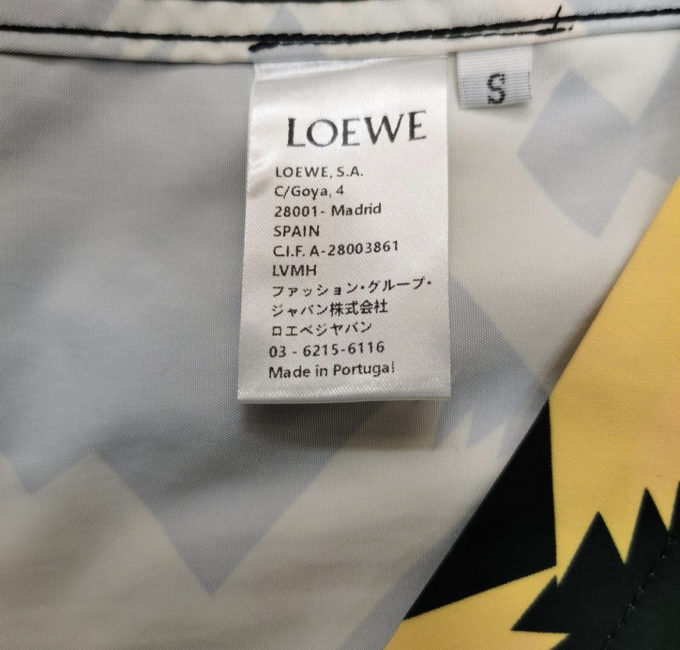 LOEWE
S
LOEWE, S.A.
C/Goya, 4
28001- Madrid
SPAIN
C.I.F. A-28003861
LVMH
ファッション・グループ・
ジャパン株式会社
ロエベジャパン
03 - 6215-6116
Made in Portugal